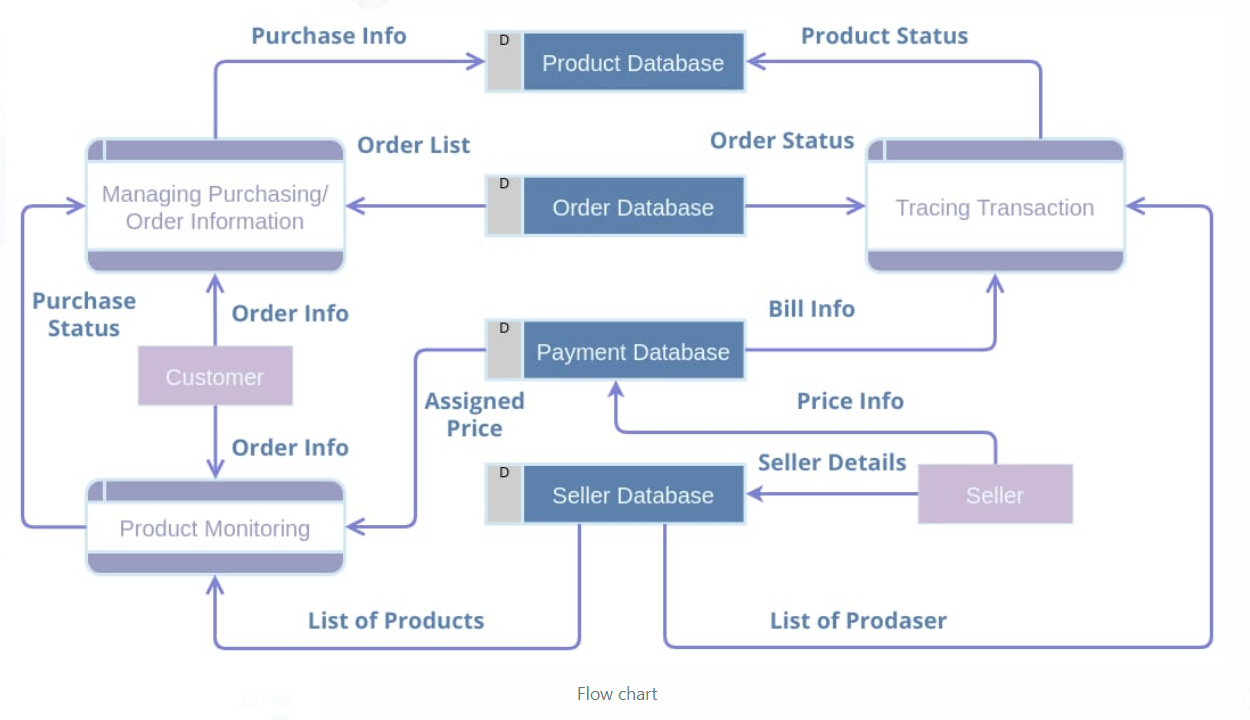 Purchase Info
D
Product Database
Product Status
Order List
Order Status
Managing Purchasing/
Order Information
D
Order Database
Tracing Transaction
Purchase
Status
Order Info
Bill Info
D
Payment Database
Customer
Assigned
Price
Price Info
Order Info
Seller Details
D
Seller Database
Seller
Product Monitoring
List of Products
List of Prodaser
Flow chart